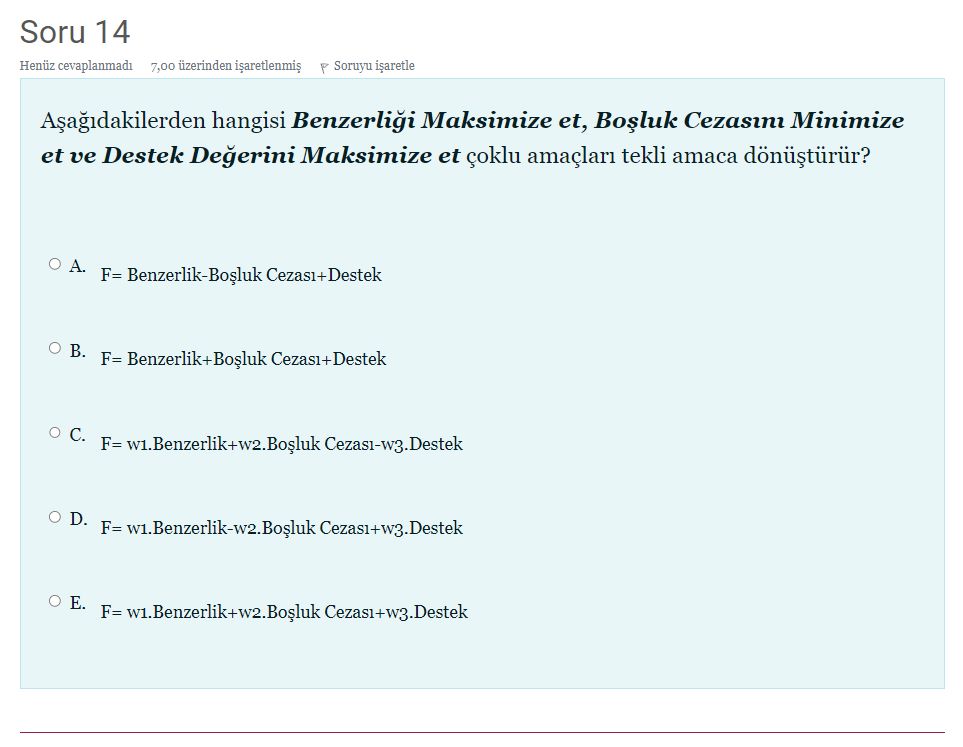 Soru 14
Henüz cevaplanmadı 7,00 üzerinden işaretlenmiş Soruyu işaretle
Aşağıdakilerden hangisi Benzerliği Maksimize et, Boşluk Cezasını Minimize
et ve Destek Değerini Maksimize et çoklu amaçları tekli amaca dönüştürür?
A. F= Benzerlik-Boşluk Cezası+Destek
B. F= Benzerlik+Boşluk Cezası+Destek
C. F= w1.Benzerlik+w2.Boşluk Cezası-w3.Destek
D. F= w1.Benzerlik-w2.Boşluk Cezası+w3.Destek
E. F= w1.Benzerlik+w2.Boşluk Cezası+w3.Destek